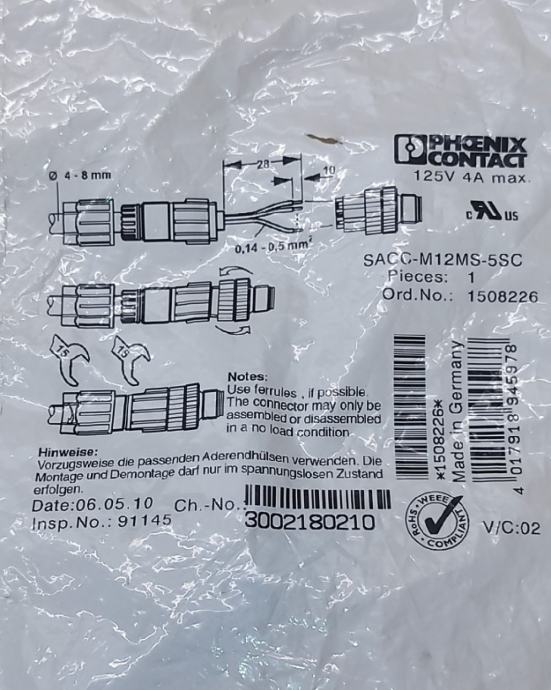 PHŒNIX
CONTACT
125V 4A max.
Ø 4 - 8 mm
28
10
0,14 - 0,5 mm²
c UR US
SACC-M12MS-5SC
Pieces: 1
Ord.No.: 1508226
15
15
Notes:
Use ferrules , if possible.
The connector may only be
assembled or disassembled
in a no load condition
*1508226*
Made in Germany
4 017918 945978
Hinweise:
Vorzugsweise die passenden Aderendhülsen verwenden. Die
Montage und Demontage darf nur im spannungslosen Zustand
erfolgen.
Date:06.05.10 Ch.-No.:
Insp.No.: 91145 3002180210
RoHS - WEEE
COMPLIANT
V/C:02